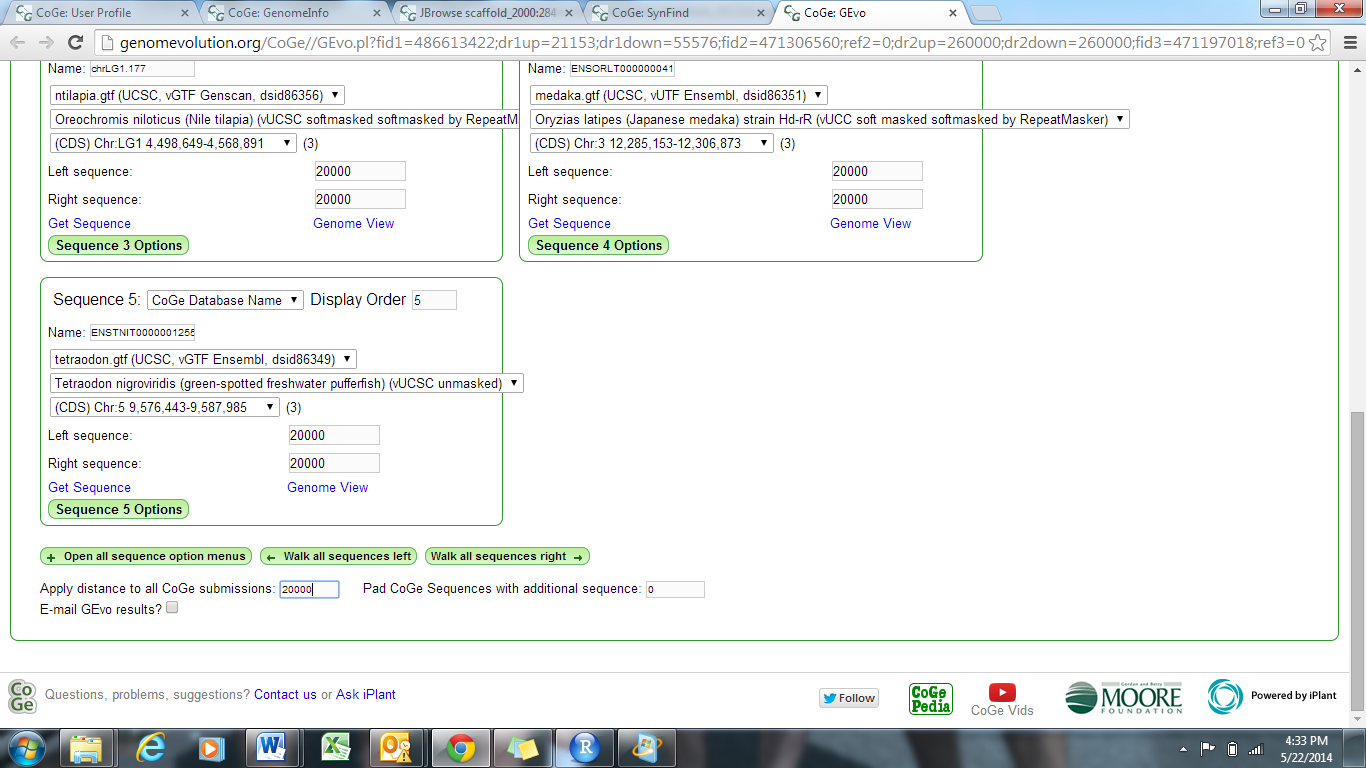 CoGe: User Profile
CoGe: GenomeInfo
JBrowse scaffold_2000:284
CoGe: SynFind
CoGe: GEvo
genomevolution.org/CoGe//GEvo.pl?fid1=486613422;dr1up=21153;dr1down=55576;fid2=471306560;ref2=0;dr2up=260000;dr2down=260000;fid3=471197018;ref3=0
Name: chrLG1.177
ntilapia.gtf (UCSC, vGTF Genscan, dsid86356)
Oreochromis niloticus (Nile tilapia) (vUCSC softmasked softmasked by RepeatM
(CDS) Chr:LG1 4,498,649-4,568,891 (3)
Left sequence: 20000
Right sequence: 20000
Get Sequence Genome View
Sequence 3 Options
Name: ENSORLT000000041
medaka.gtf (UCSC, vUTF Ensembl, dsid86351)
Oryzias latipes (Japanese medaka) strain Hd-rR (vUCC soft masked softmasked by RepeatMasker)
(CDS) Chr:3 12,285,153-12,306,873 (3)
Left sequence: 20000
Right sequence: 20000
Get Sequence Genome View
Sequence 4 Options
Sequence 5: CoGe Database Name Display Order 5
Name: ENSTNIT0000001255
tetraodon.gtf (UCSC, vGTF Ensembl, dsid86349)
Tetraodon nigroviridis (green-spotted freshwater pufferfish) (vUCSC unmasked)
(CDS) Chr:5 9,576,443-9,587,985 (3)
Left sequence: 20000
Right sequence: 20000
Get Sequence Genome View
Sequence 5 Options
Open all sequence option menus
Walk all sequences left
Walk all sequences right
Apply distance to all CoGe submissions: 20000 Pad CoGe Sequences with additional sequence: 0
E-mail GEvo results?
CoGe
Questions, problems, suggestions? Contact us or Ask iPlant
Follow
CoGe Pedia
CoGe Vids
Gordon and Betty
MOORE
FOUNDATION
Powered by iPlant
4:33 PM
5/22/2014